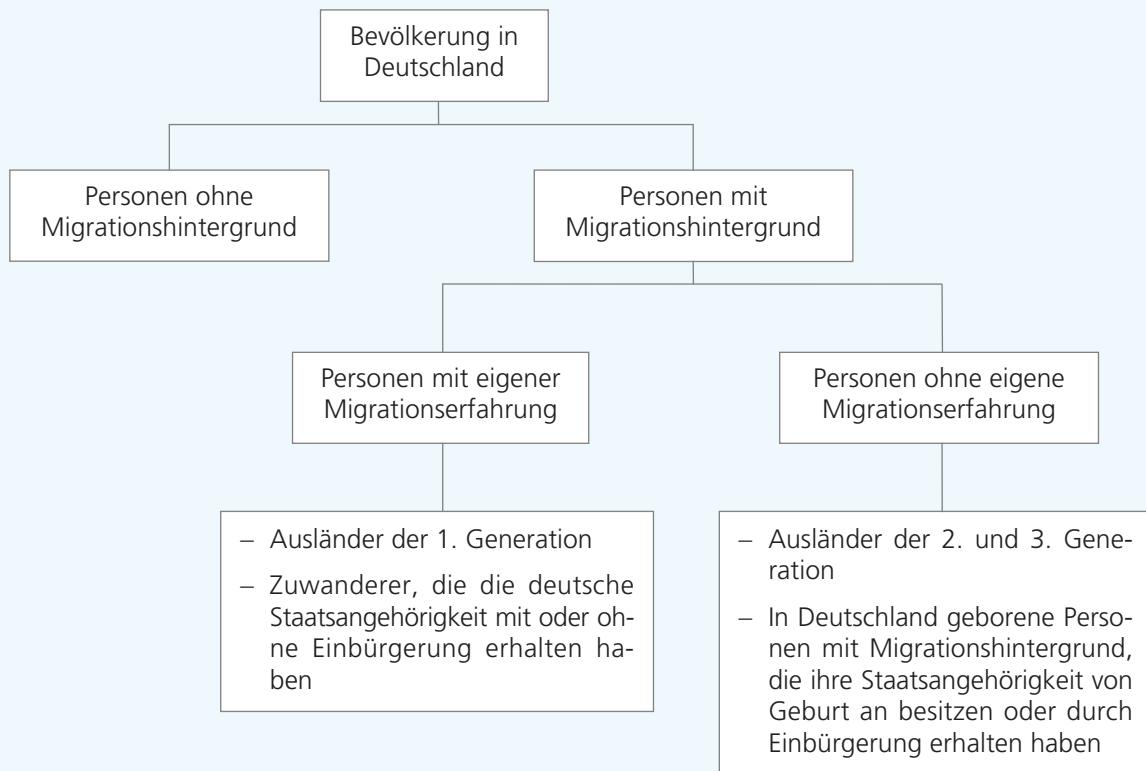 Bevölkerung in
Deutschland
Personen ohne
Migrationshintergrund
Personen mit
Migrationshintergrund
Personen mit eigener
Migrationserfahrung
Personen ohne eigene
Migrationserfahrung
– Ausländer der 1. Generation
– Zuwanderer, die die deutsche
Staatsangehörigkeit mit oder oh-
ne Einbürgerung erhalten ha-
ben
– Ausländer der 2. und 3. Gene-
ration
– In Deutschland geborene Perso-
nen mit Migrationshintergrund,
die ihre Staatsangehörigkeit von
Geburt an besitzen oder durch
Einbürgerung erhalten haben